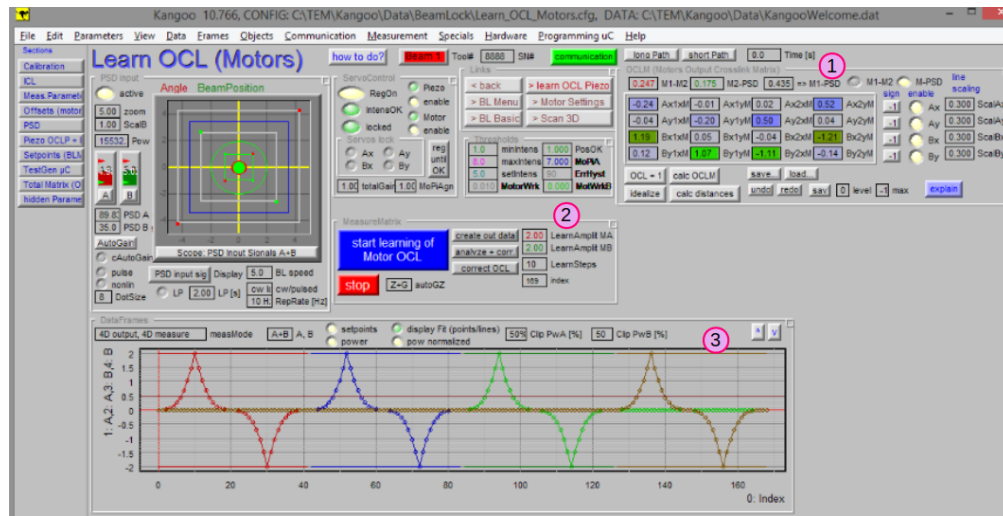 Kangoo 10.766, CONFIG: C:\TEM\Kangoo\Data\BeamLock\Learn_OCL_Motors.cfg, DATA: C:\TEM\Kangoo\Data\KangooWelcome.dat
File Edit Parameters View Data Frames Objects Communication Measurement Specials Hardware Programming uC Help
Sections
Calibration
ICL
Meas.Paramet
Offsets (motor
PSD
Piezo OCLP + I
Setpoints (BLM
TestGen µC
Total Matrix (O
hidden Parame
Learn OCL (Motors)
how to do?
Beam 1
Tool# 8888 SN#
communication
long Path short Path 0.0 Time [s]
PSD input
active
5.00 zoom
1.00 ScalB
15532. Pow
A B
89.8 PSD A
35.0 PSD B
AutoGain
cAutoGain
pulse
nonlin
8 DotSize
Angle BeamPosition
-4 -2 0 2 4
Scope: PSD Input Signals A+B
PSD input sig Display 5.0 BL speed
LP 2.00 LP [s] cw li cw/pulsed
10 H. RepRate [Hz]
ServoControl
RegOn
IntensOK
locked
Piezo
enable
Motor
enable
Servos lock
Ax Ay
Bx By
reg
until
OK
1.00 totalGain 1.00 MoPiAgn
Links
< back > learn OCL Piezo
> BL Menu > Motor Settings
> BL Basic > Scan 3D
Thresholds
1.0 minIntens 1.000 PosOK
8.0 maxIntens 7.000 MoPiA
5.0 setIntens 90 ErrHyst
0.010 MotorWrk 0.000 MotWrkB
OCLM (Motors Output Crosslink Matrix)
1
0.247 M1-M2 0.175 M2-PSD 0.435 => M1-PSD M1-M2 M-PSD
line
scaling
sign enable
-0.24 Ax1xM -0.01 Ax1yM 0.02 Ax2xM 0.52 Ax2yM -1 Ax 0.300 ScalAx
-0.04 Ay1xM -0.20 Ay1yM 0.50 Ay2xM 0.04 Ay2yM -1 Ay 0.300 ScalAy
1.19 Bx1xM 0.05 Bx1yM -0.04 Bx2xM -1.21 Bx2yM -1 Bx 0.300 ScalBx
0.12 By1xM 1.07 By1yM -1.11 By2xM -0.14 By2yM -1 By 0.300 ScalBy
OCL = 1 calc OCLM save... load...
idealize calc distances undo redo sav 0 level -1 max explain
MeasureMatrix
2
start learning of
Motor OCL
create out data 2.00 LearnAmplit MA
analyze + corr. 2.00 LearnAmplit MB
correct OCL 10 LearnSteps
stop Z+G autoGZ 169 index
DataFrames
4D output, 4D measure measMode A+B A, B setpoints display Fit (points/lines) 50% Clip PwA [%] 50 Clip PwB [%]
power pow normalized
3
^ v
1: A,2: A,3: B,4: B
2
1.5
1
0.5
0
-0.5
-1
-1.5
-2
0 20 40 60 80 100 120 140 160
0: Index